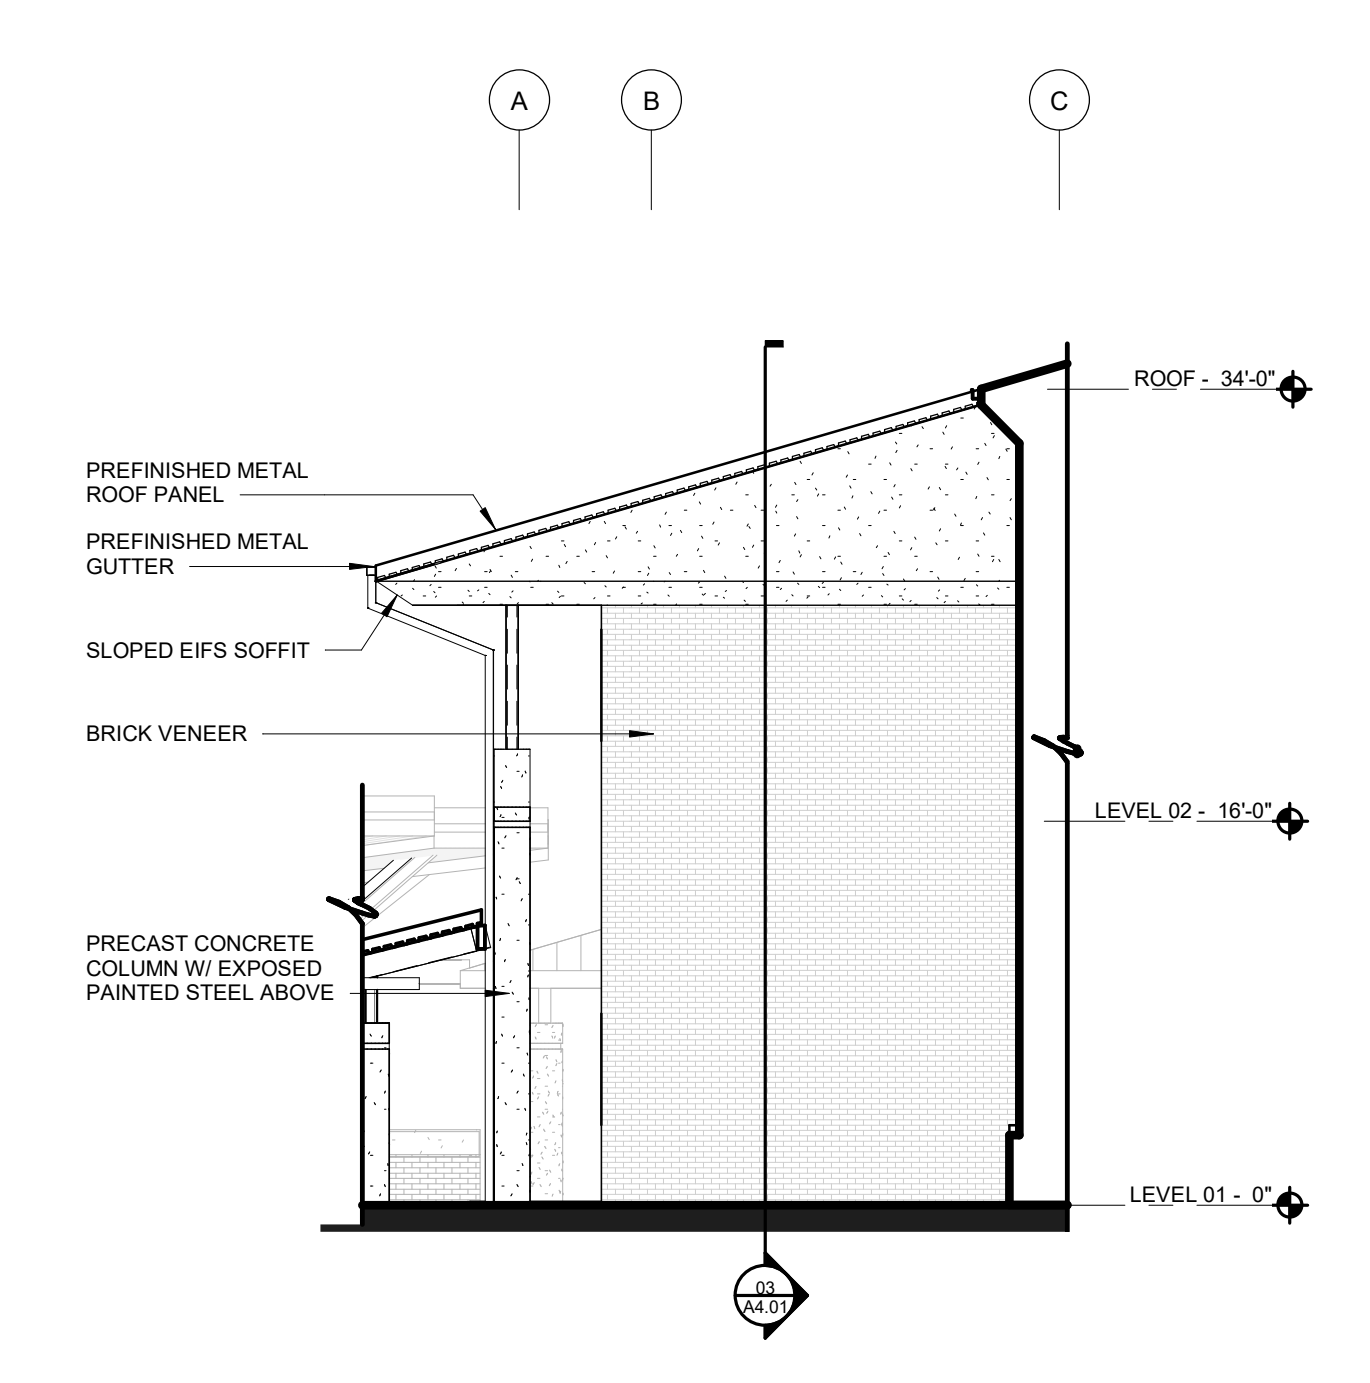 A
B
C
ROOF - 34'-0"
PREFINISHED METAL
ROOF PANEL
PREFINISHED METAL
GUTTER
SLOPED EIFS SOFFIT
BRICK VENEER
LEVEL 02 - 16'-0"
PRECAST CONCRETE
COLUMN W/ EXPOSED
PAINTED STEEL ABOVE
LEVEL 01 - 0"
03
A4.01